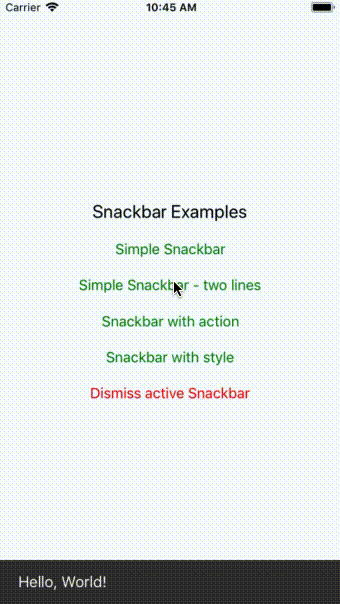 Carrier 10:45 AM
Snackbar Examples
Simple Snackbar
Simple Snackbar - two lines
Snackbar with action
Snackbar with style
Dismiss active Snackbar
Hello, World!